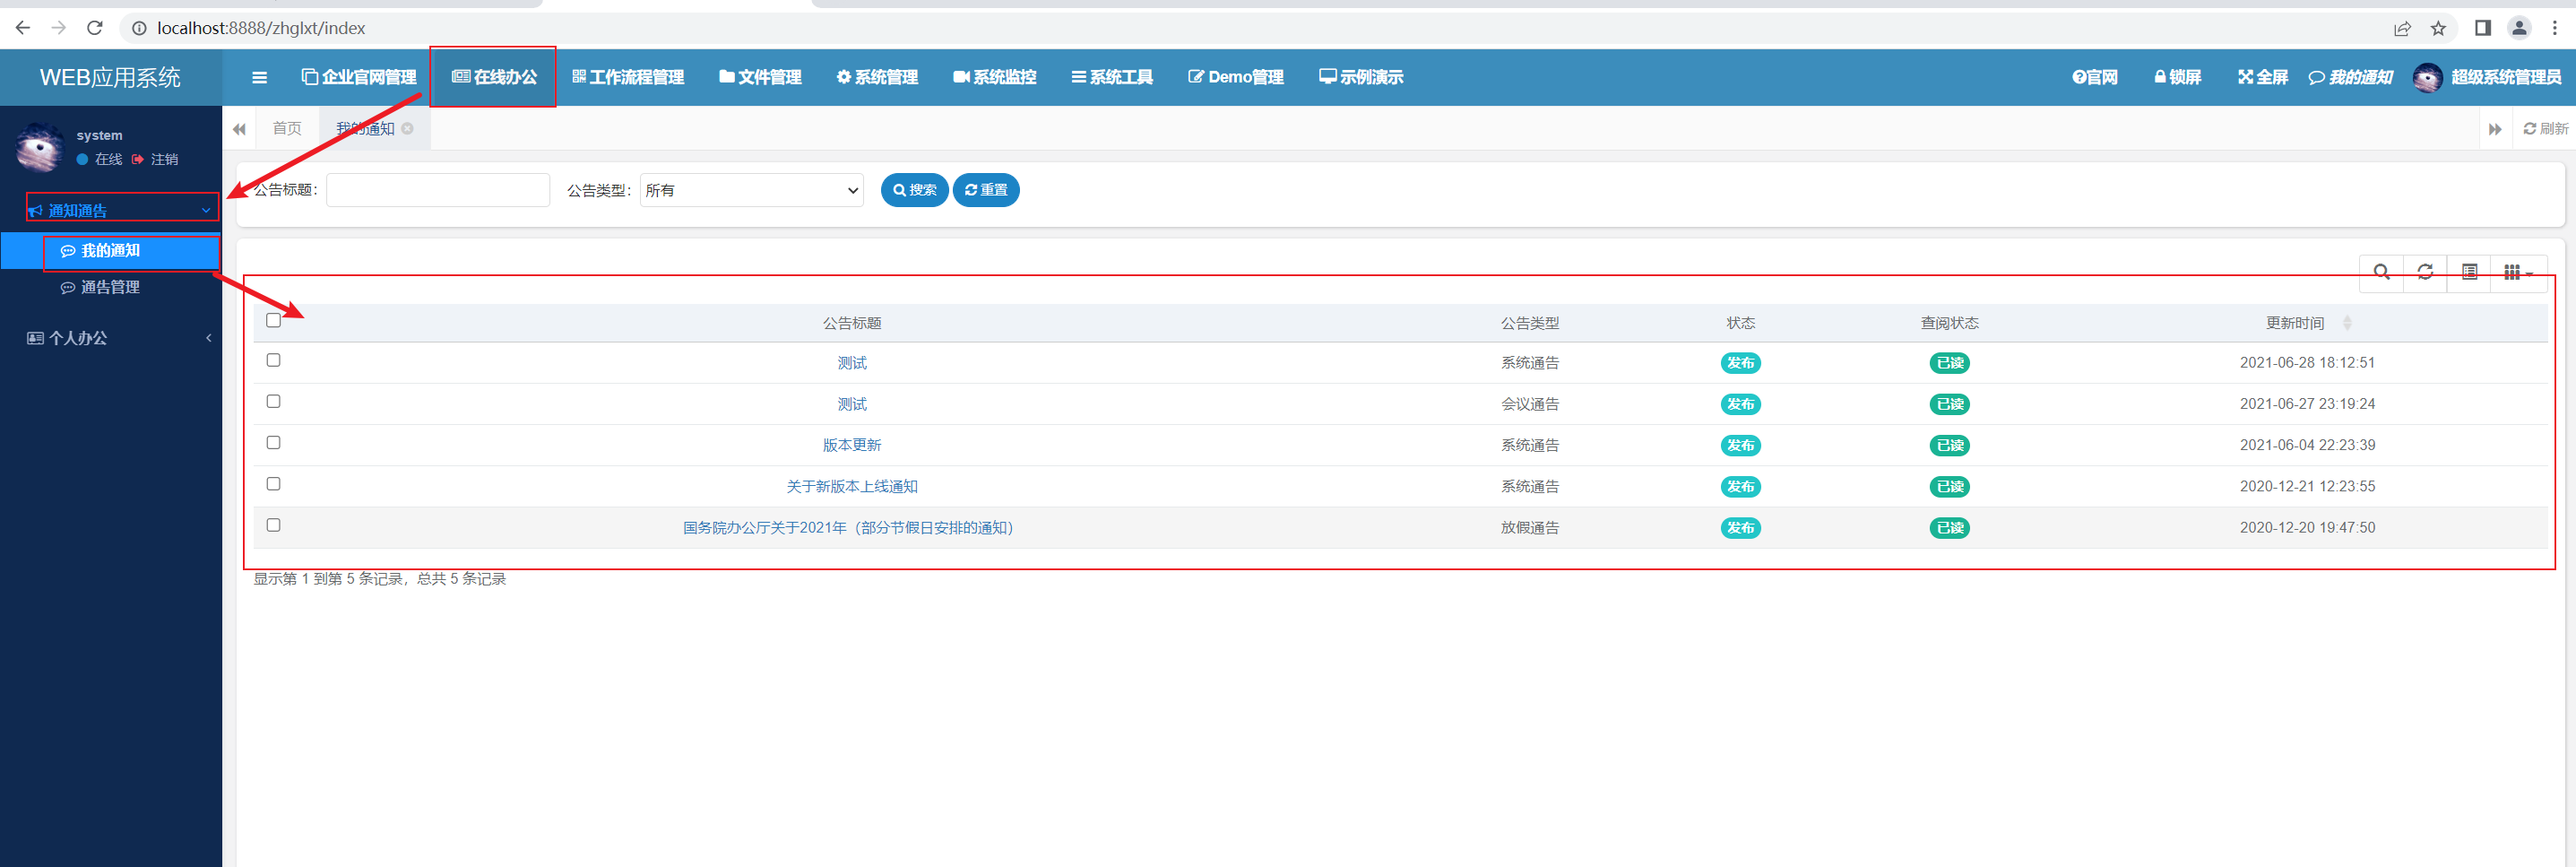 localhost:8888/zhglxt/index
WEB应用系统 企业官网管理 在线办公 工作流程管理 文件管理 系统管理 系统监控 系统工具 Demo管理 示例演示 官网 锁屏 全屏 我的通知 超级系统管理员
首页 我的通知 刷新
system
在线 注销
通知通告
我的通知
通告管理
个人办公
公告标题: 公告类型: 所有 搜索 重置
公告标题 公告类型 状态 查阅状态 更新时间
测试 系统通告 发布 已读 2021-06-28 18:12:51
测试 会议通告 发布 已读 2021-06-27 23:19:24
版本更新 系统通告 发布 已读 2021-06-04 22:23:39
关于新版本上线通知 系统通告 发布 已读 2020-12-21 12:23:55
国务院办公厅关于2021年（部分节假日安排的通知） 放假通告 发布 已读 2020-12-20 19:47:50
显示第 1 到第 5 条记录，总共 5 条记录